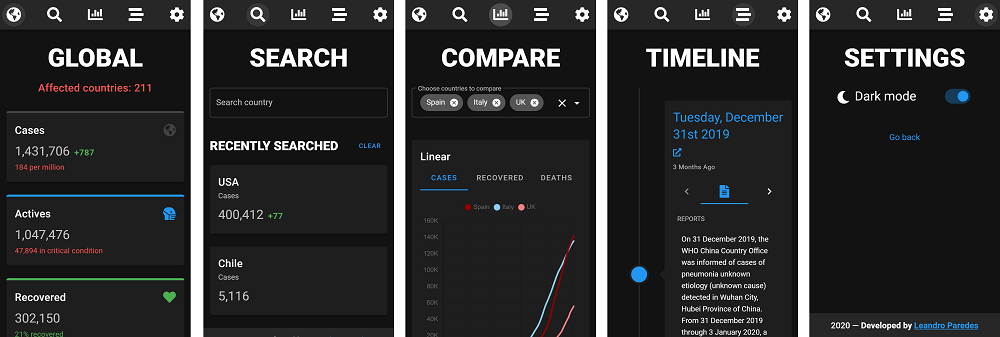 GLOBAL
Affected countries: 211
Cases
1,431,706 +787
184 per million
Actives
1,047,476
47,894 in critical condition
Recovered
302,150
21% recovered
SEARCH
Search country
RECENTLY SEARCHED CLEAR
USA
Cases
400,412 +77
Chile
Cases
5,116
COMPARE
Choose countries to compare
Spain Italy UK
Linear
CASES RECOVERED DEATHS
Spain Italy UK
160K
140K
120K
100K
80K
60K
40K
20K
TIMELINE
Tuesday, December
31st 2019
3 Months Ago
REPORTS
On 31 December 2019, the
WHO China Country Office
was informed of cases of
pneumonia unknown
etiology (unknown cause)
detected in Wuhan City,
Hubei Province of China.
From 31 December 2019
through 3 January 2020, a
SETTINGS
Dark mode
Go back
2020 — Developed by Leandro Paredes